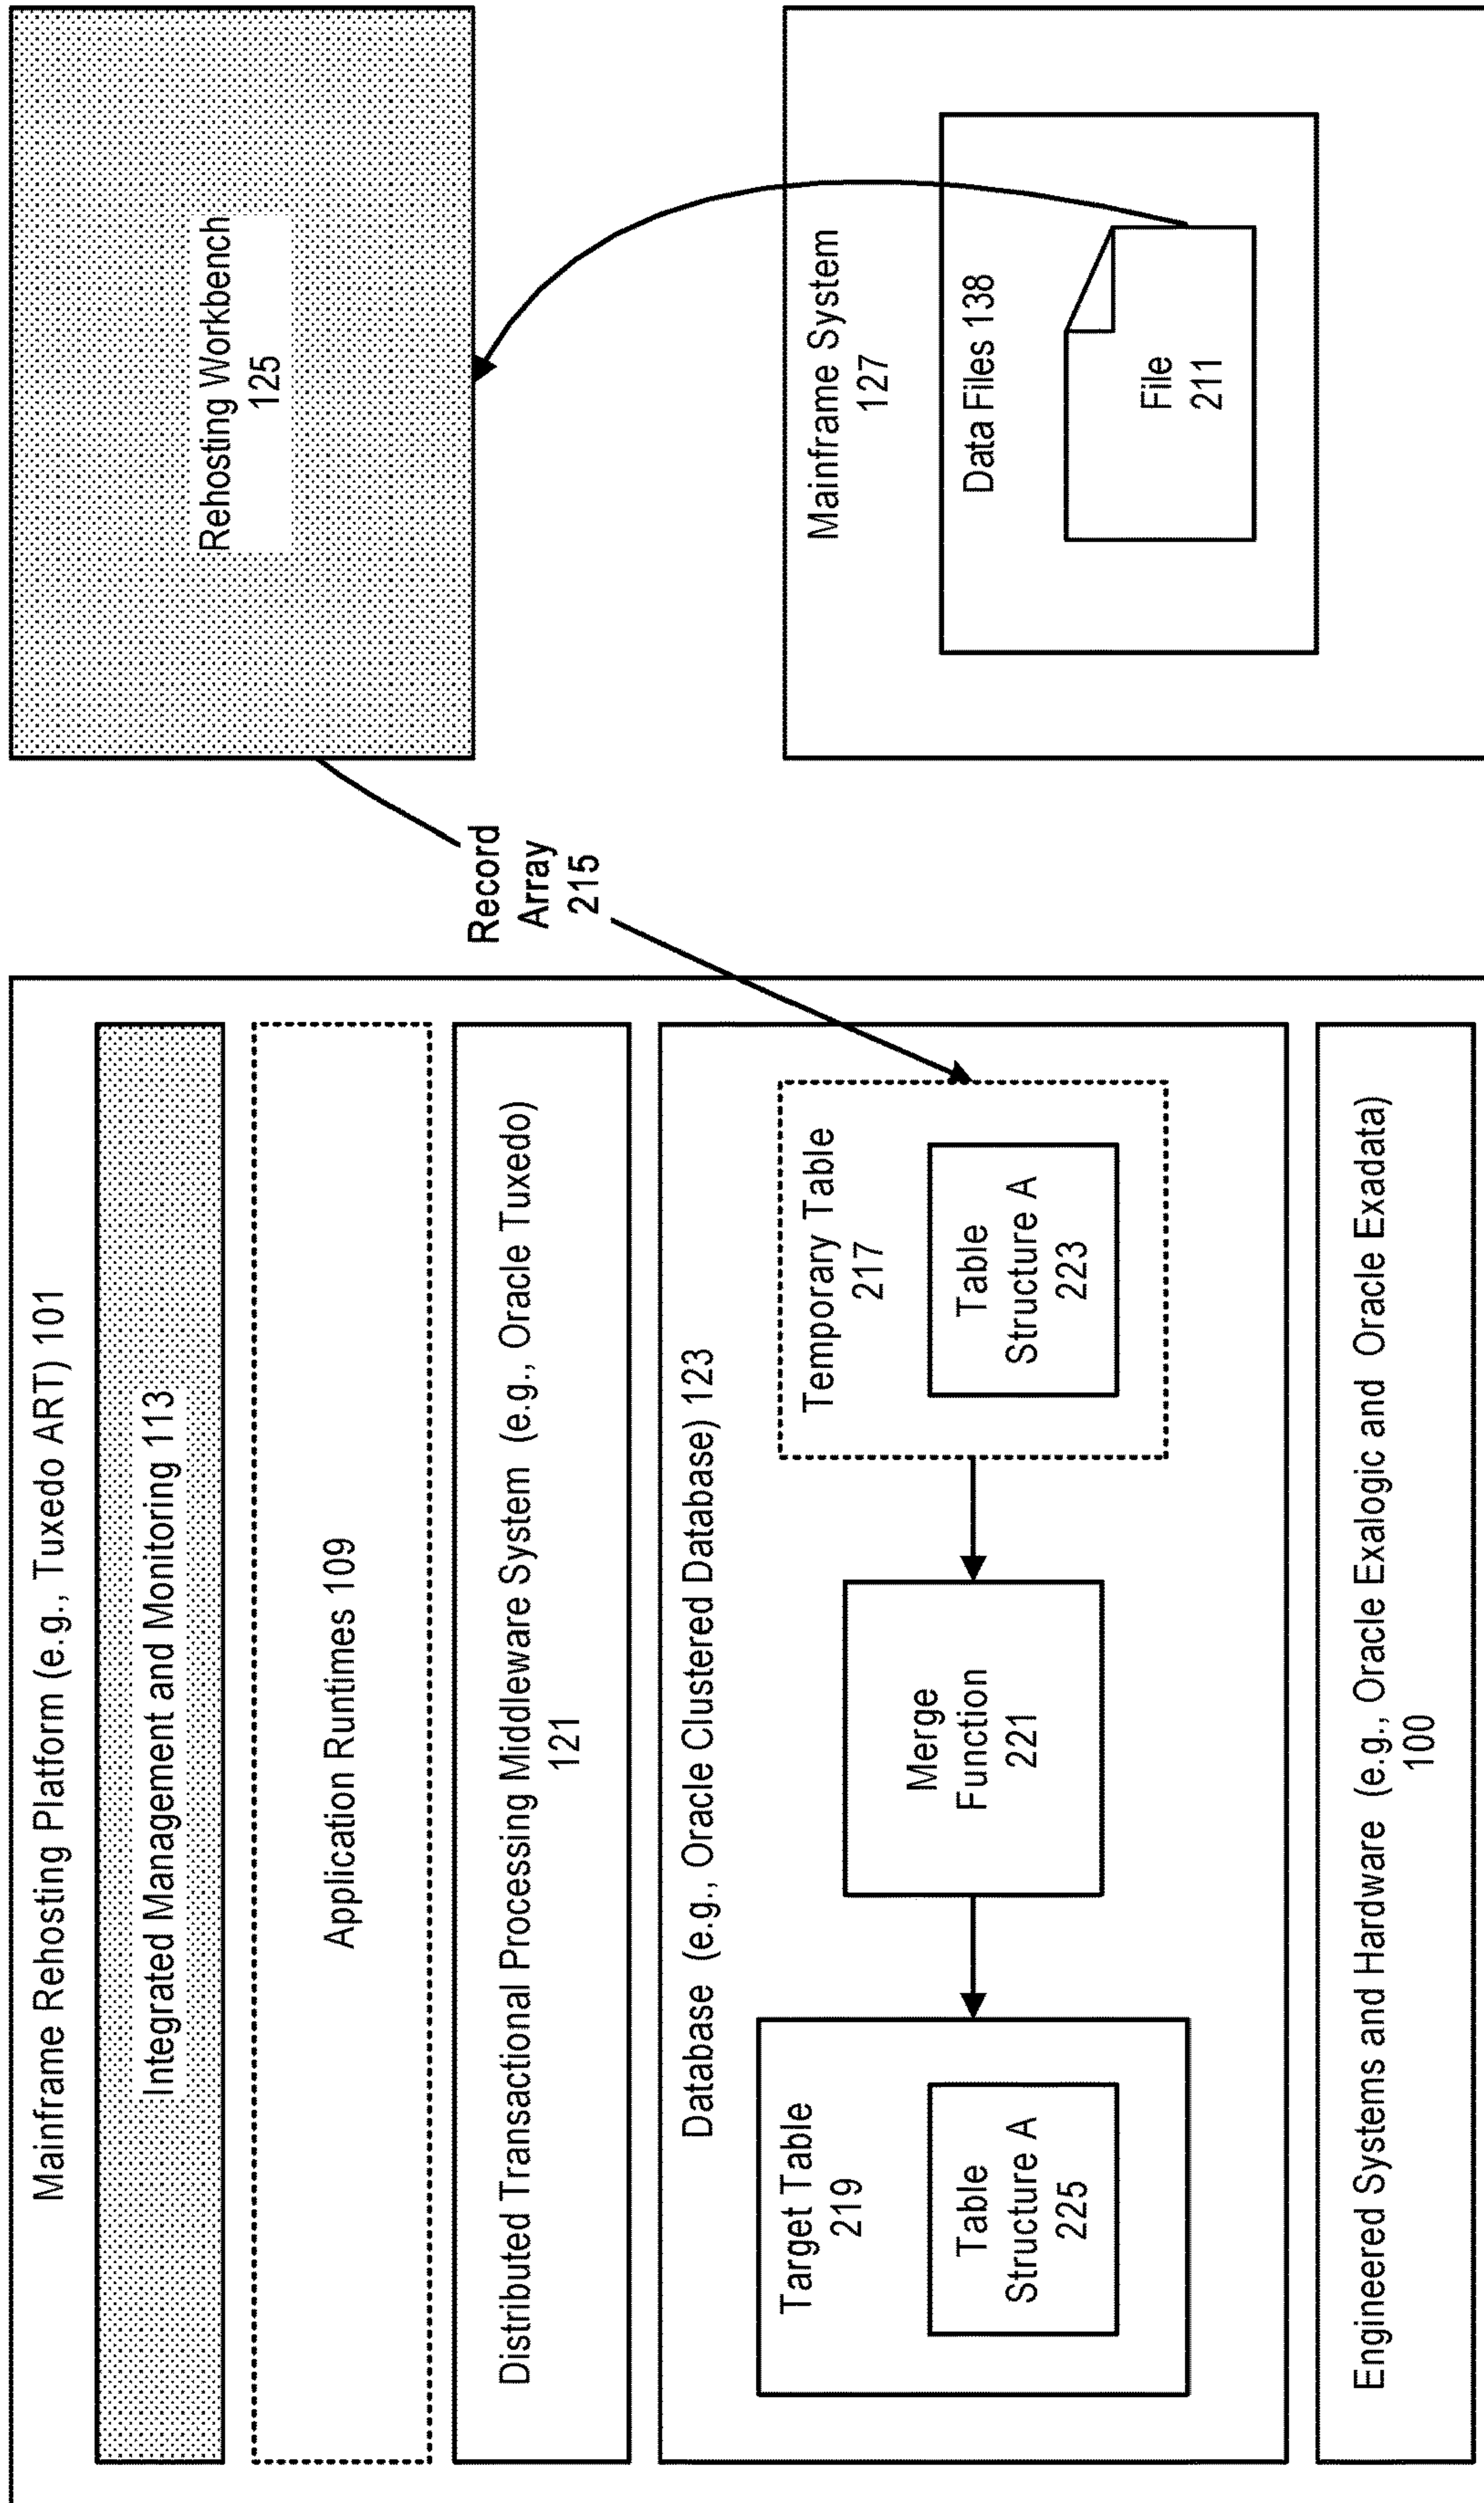 Mainframe Rehosting Platform (e.g., Tuxedo ART) 101
Integrated Management and Monitoring 113
Application Runtimes 109
Distributed Transactional Processing Middleware System (e.g., Oracle Tuxedo)
121
Database (e.g., Oracle Clustered Database) 123
Target Table
219
Table
Structure A
225
Merge
Function
221
Temporary Table
217
Table
Structure A
223
Engineered Systems and Hardware (e.g., Oracle Exalogic and Oracle Exadata)
100
Record
Array
215
Rehosting Workbench
125
Mainframe System
127
Data Files 138
File
211